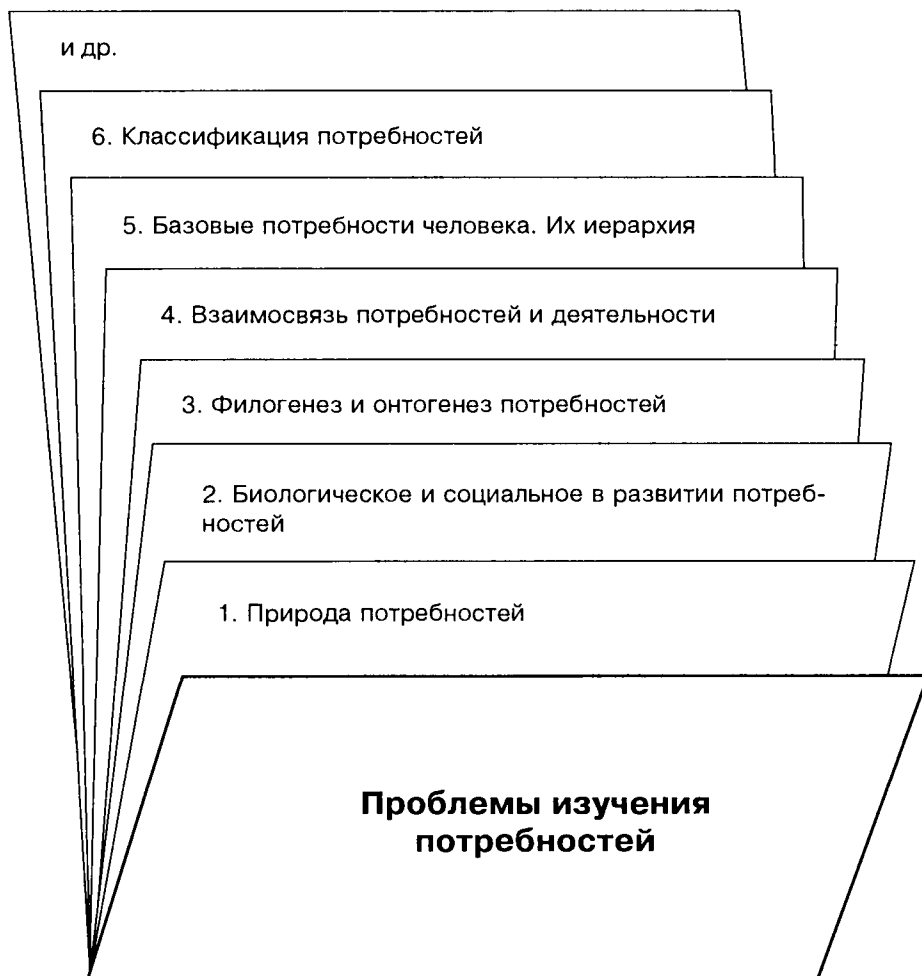 и др.
6. Классификация потребностей
5. Базовые потребности человека. Их иерархия
4. Взаимосвязь потребностей и деятельности
3. Филогенез и онтогенез потребностей
2. Биологическое и социальное в развитии потреб-
ностей
1. Природа потребностей
Проблемы изучения
потребностей